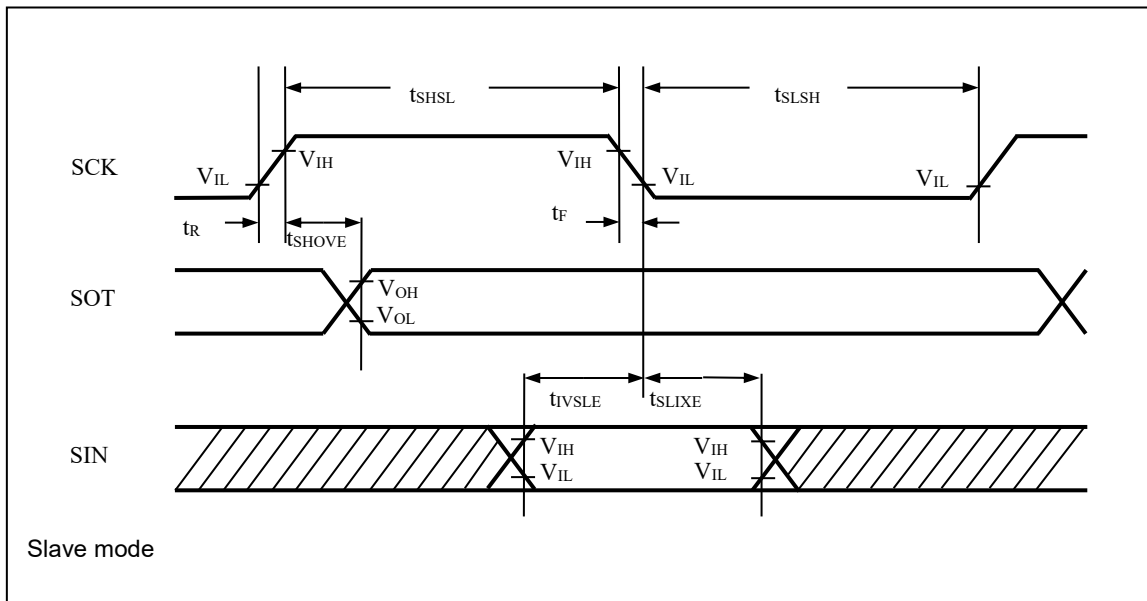 tSHSL tSLSH
SCK
VIH VIH
VIL VIL VIL
tR tF
tSHOVE
SOT
VOH
VOL
tIVSLE tSLIXE
SIN
VIH VIH
VIL VIL
Slave mode